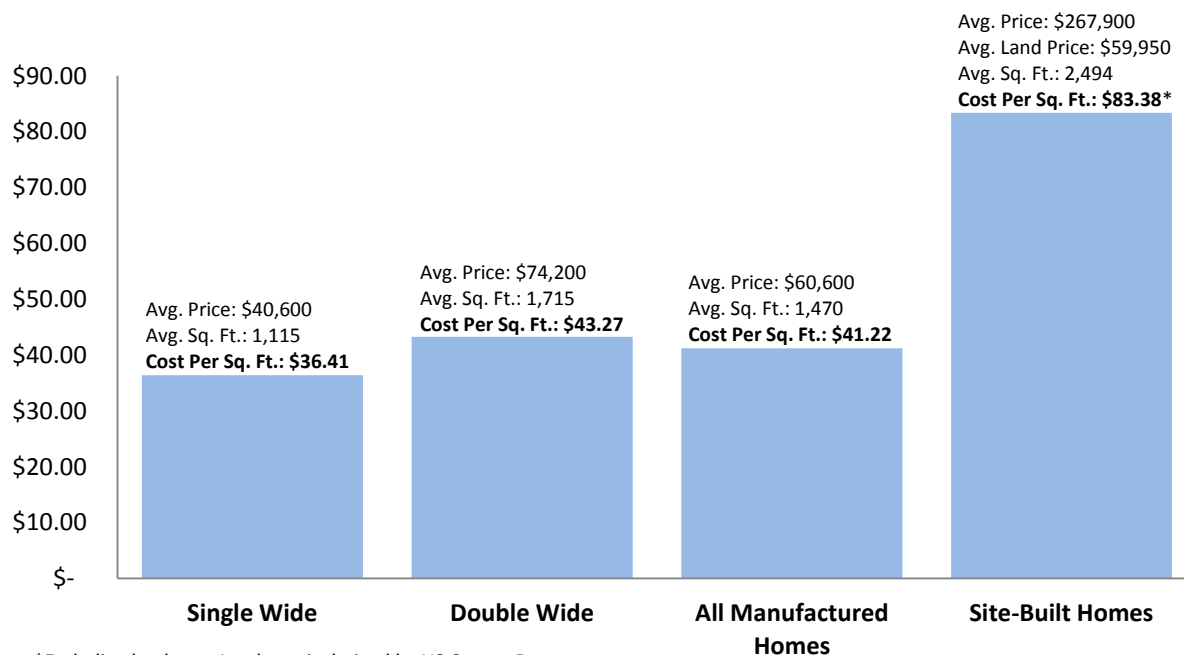 Avg. Price: $267,900
Avg. Land Price: $59,950
Avg. Sq. Ft.: 2,494
Cost Per Sq. Ft.: $83.38*
$90.00
$80.00
$70.00
$60.00
$50.00
$40.00
$30.00
$20.00
$10.00
$-
Avg. Price: $40,600
Avg. Sq. Ft.: 1,115
Cost Per Sq. Ft.: $36.41
Avg. Price: $74,200
Avg. Sq. Ft.: 1,715
Cost Per Sq. Ft.: $43.27
Avg. Price: $60,600
Avg. Sq. Ft.: 1,470
Cost Per Sq. Ft.: $41.22
Single Wide
Double Wide
All Manufactured
Homes
Site-Built Homes